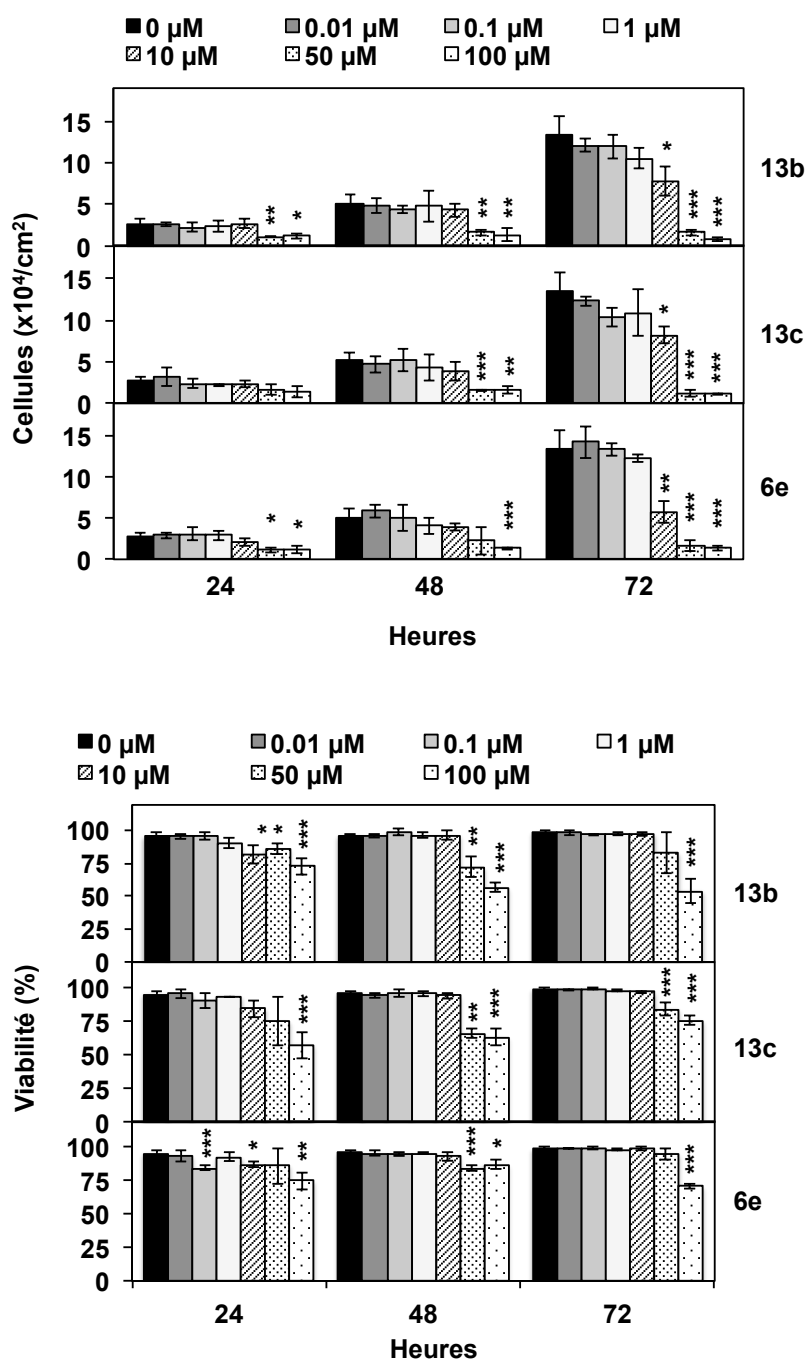 0 µM 0.01 µM 0.1 µM 1 µM
10 µM 50 µM 100 µM
Cellules (x10⁴/cm²)
15
10
5
0
** * ** ** * *** ***
13b
15
10
5
0
*** ** * *** ***
13c
15
10
5
0
* * *** ** *** ***
6e
24 48 72
Heures
0 µM 0.01 µM 0.1 µM 1 µM
10 µM 50 µM 100 µM
Viabilité (%)
100
75
50
25
0
* * *** ** *** ***
13b
100
75
50
25
0
*** ** *** *** ***
13c
100
75
50
25
0
*** * ** *** * ***
6e
24 48 72
Heures